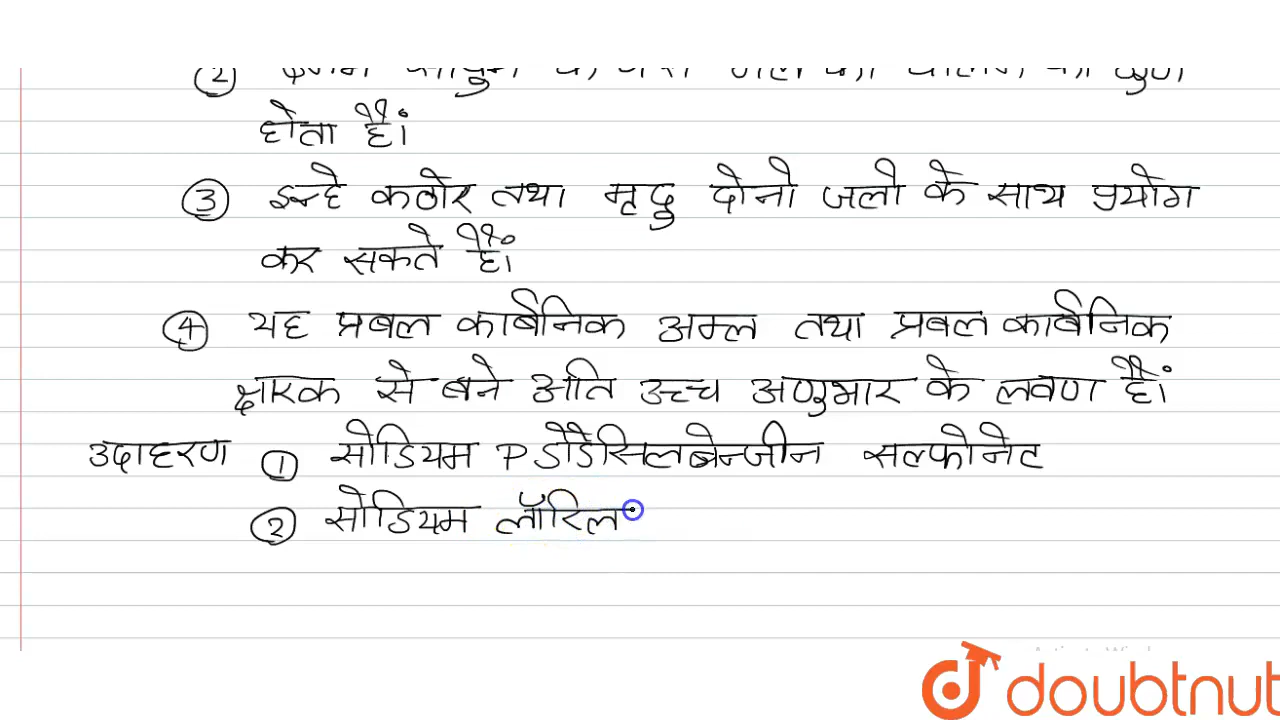 ②
होता है।
③ इन्हे कठोर तथा मृदु दोनो जलो के साथ प्रयोग
कर सकते हैं।
④ यह प्रबल कार्बनिक अम्ल तथा प्रबल कार्बनिक
क्षारक से बने अति उच्च अणुभार के लवण हैं।
उदाहरण ① सोडियम P डोडैसिलबेन्जीन सल्फोनेट
② सोडियम लॉरिल
doubtnut